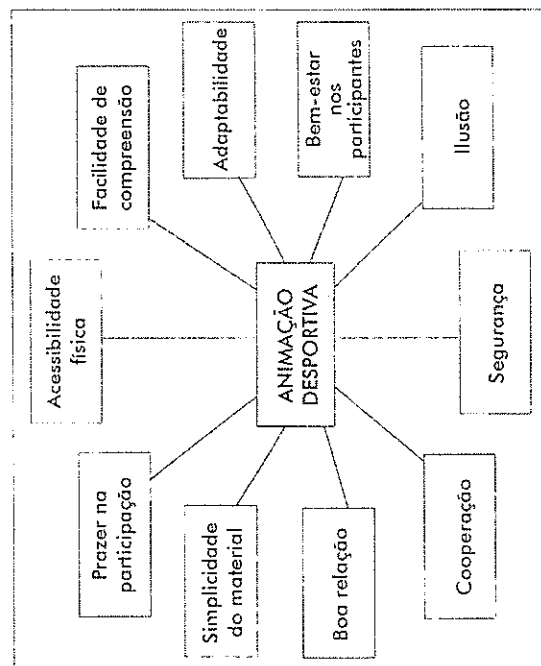 Acessibilidade
física
Prazer na
participação
Facilidade de
compreensão
Simplicidade
do material
Adaptabilidade
ANIMAÇÃO
DESPORTIVA
Boa relação
Bem-estar
nos
participantes
Cooperação
Segurança
Ilusão